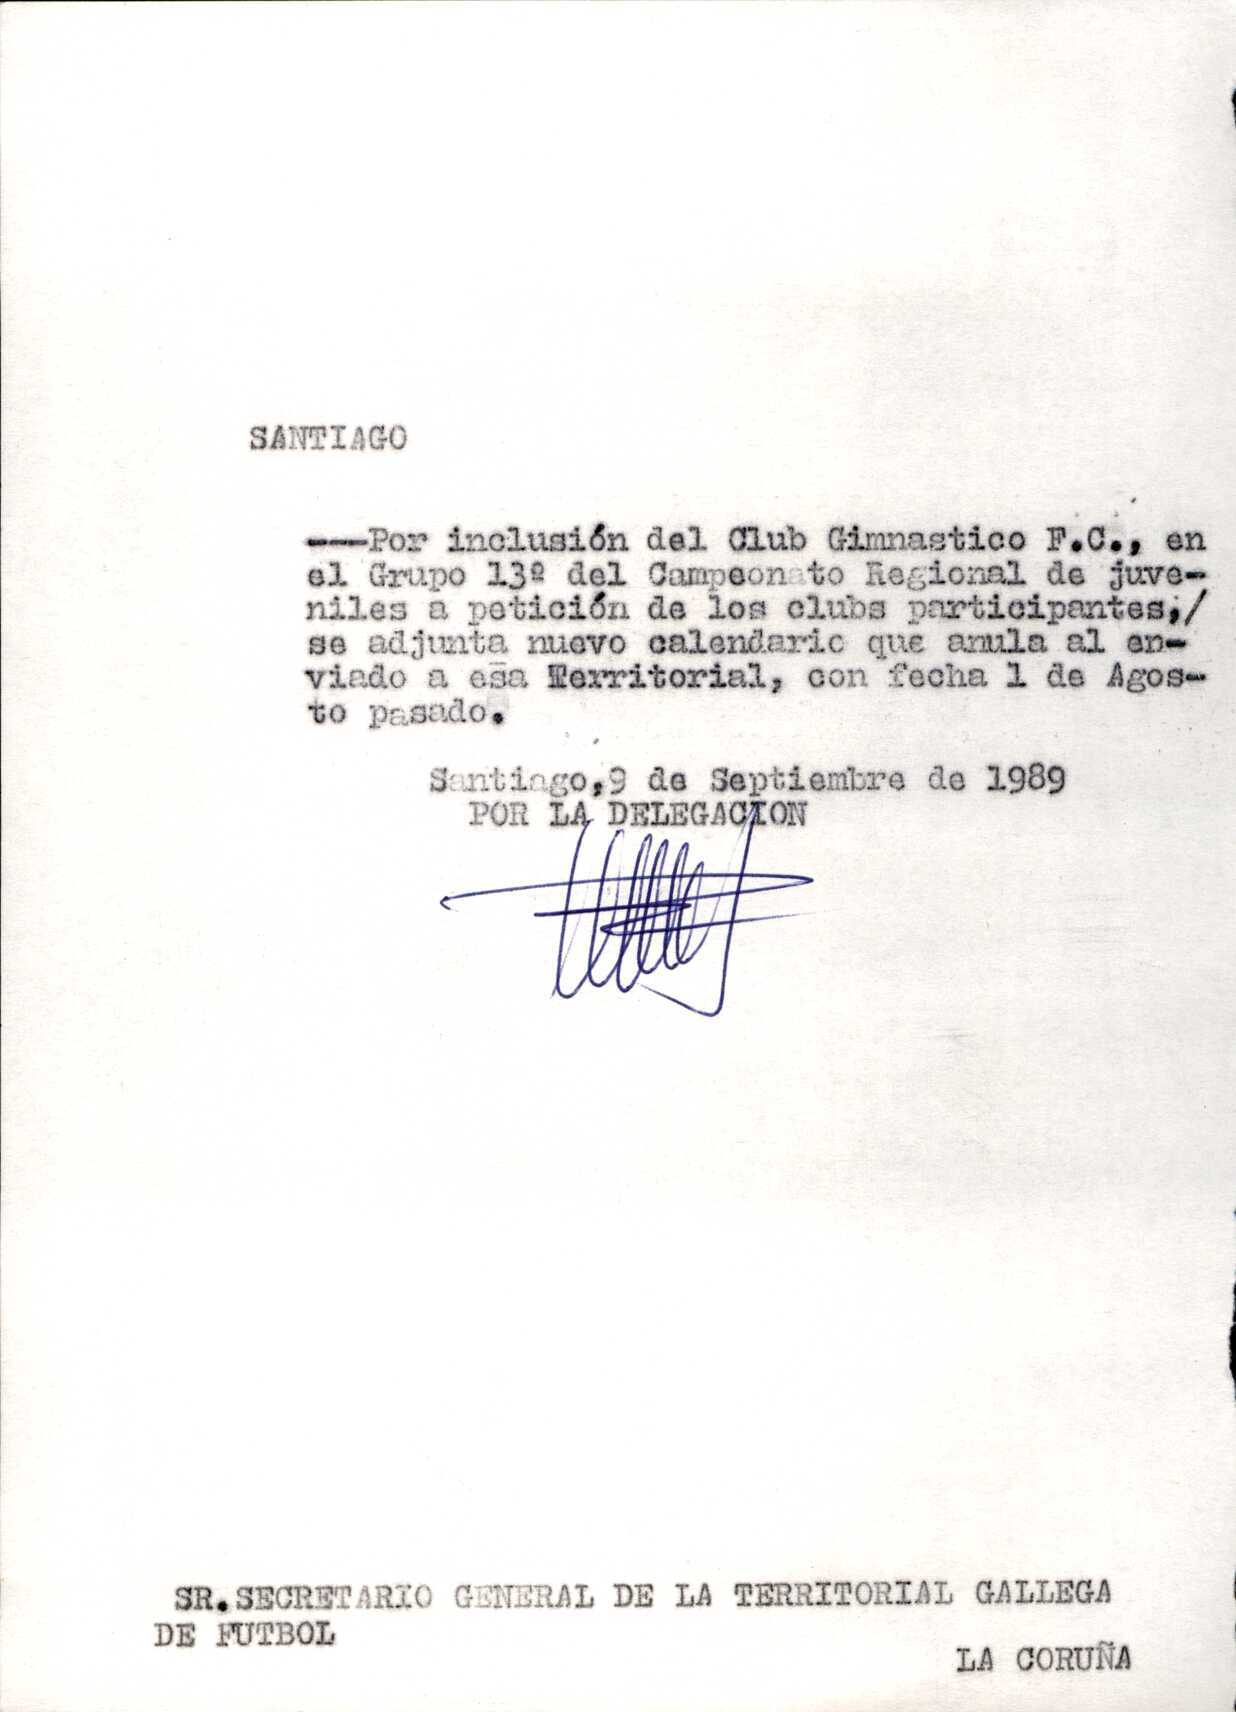 SANTIAGO
---Por inclusión del Club Gimnastico F.C., en
el Grupo 13º del Campeonato Regional de juve-
niles a petición de los clubs participantes,/
se adjunta nuevo calendario que anula al en-
viado a esa Territorial, con fecha 1 de Agos-
to pasado.
Santiago,9 de Septiembre de 1989
POR LA DELEGACION
SR.SECRETARIO GENERAL DE LA TERRITORIAL GALLEGA
DE FUTBOL
LA CORUÑA